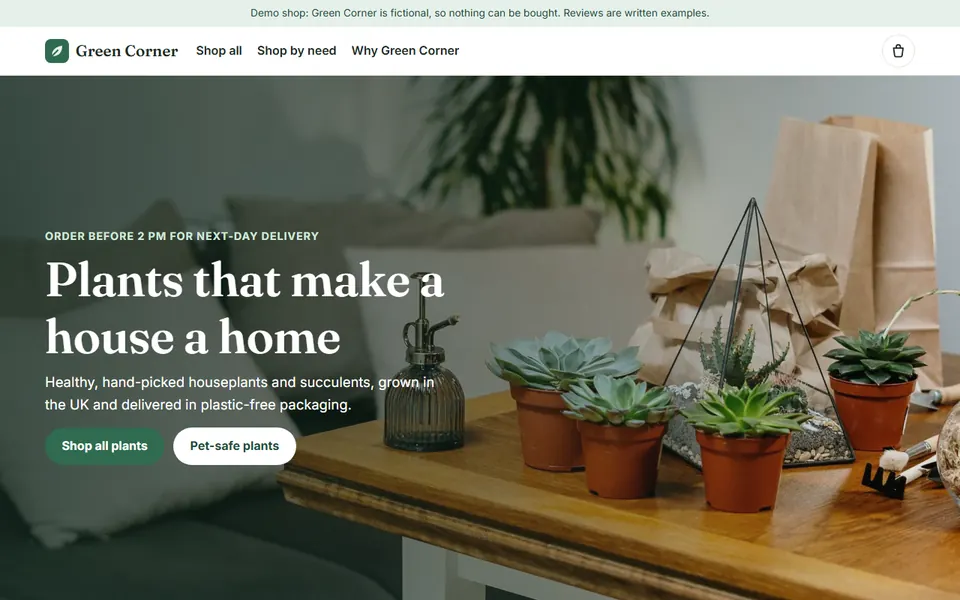 Demo shop: Green Corner is fictional, so nothing can be bought. Reviews are written examples.
Green Corner
Shop all
Shop by need
Why Green Corner
ORDER BEFORE 2 PM FOR NEXT-DAY DELIVERY
Plants that make a
house a home
Healthy, hand-picked houseplants and succulents, grown in
the UK and delivered in plastic-free packaging.
Shop all plants
Pet-safe plants